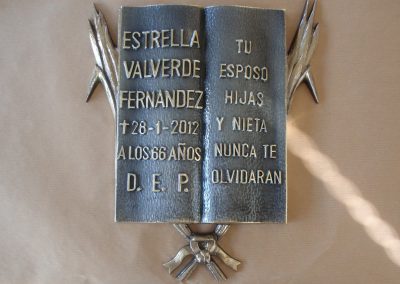 ESTRELLA
VALVERDE
FERNANDEZ
†28-1-2012
A LOS 66 AÑOS
D. E. P.
TU
ESPOSO
HIJAS
Y NIETA
NUNCA TE
OLVIDARAN